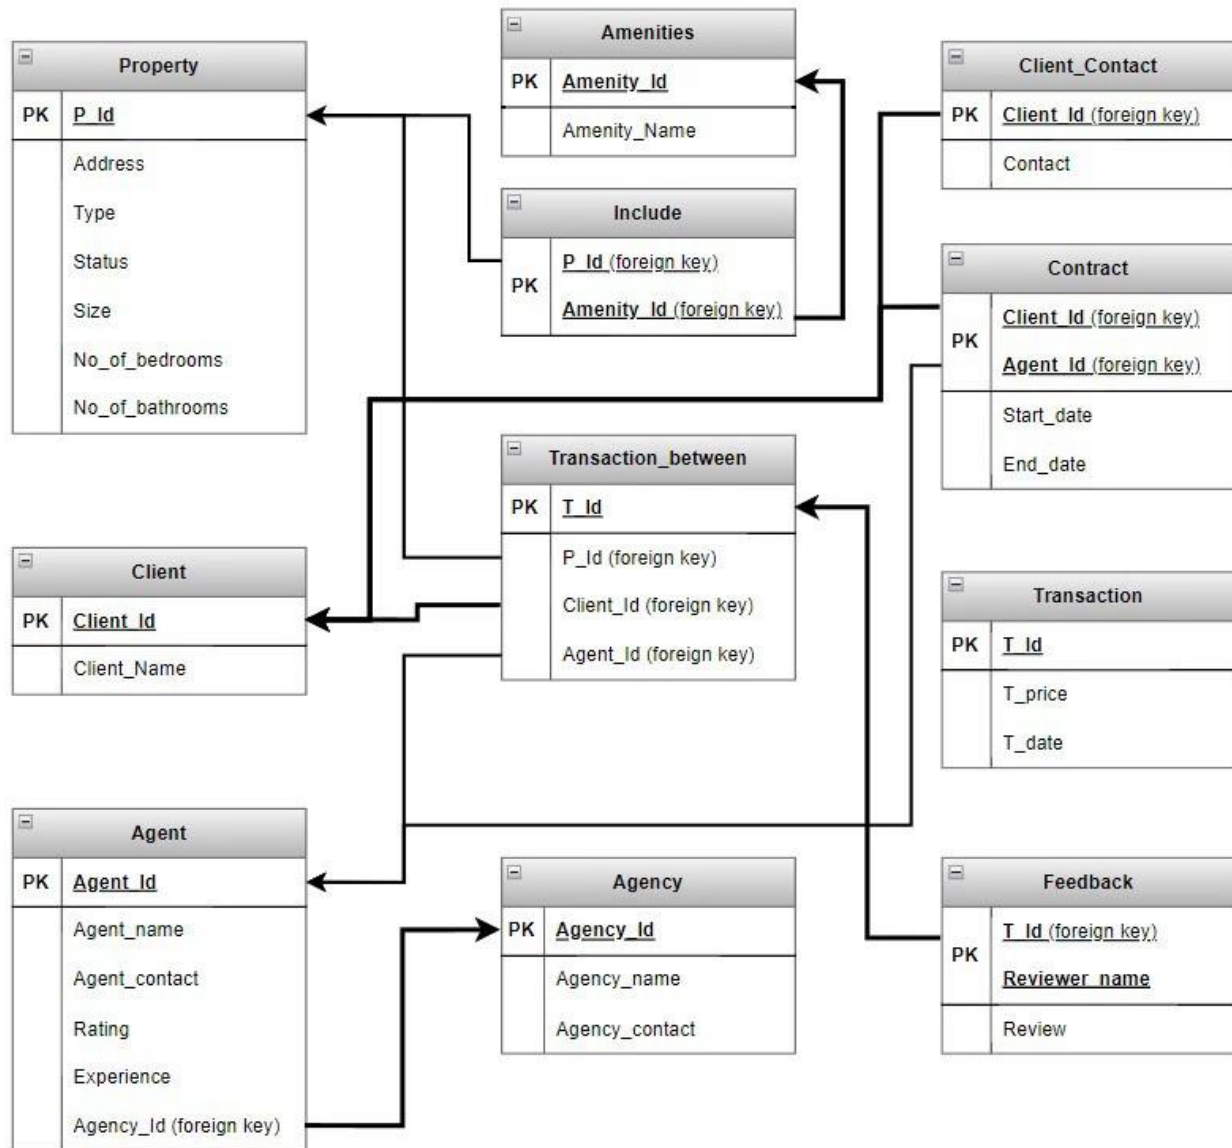 Property
PK P_Id
Address
Type
Status
Size
No_of_bedrooms
No_of_bathrooms
Amenities
PK Amenity_Id
Amenity_Name
Include
PK
P_Id (foreign key)
Amenity_Id (foreign key)
Client_Contact
PK Client_Id (foreign key)
Contact
Contract
PK
Client_Id (foreign key)
Agent_Id (foreign key)
Start_date
End_date
Transaction_between
PK T_Id
P_Id (foreign key)
Client_Id (foreign key)
Agent_Id (foreign key)
Client
PK Client_Id
Client_Name
Transaction
PK T_Id
T_price
T_date
Agent
PK Agent_Id
Agent_name
Agent_contact
Rating
Experience
Agency_Id (foreign key)
Agency
PK Agency_Id
Agency_name
Agency_contact
Feedback
PK
T_Id (foreign key)
Reviewer_name
Review